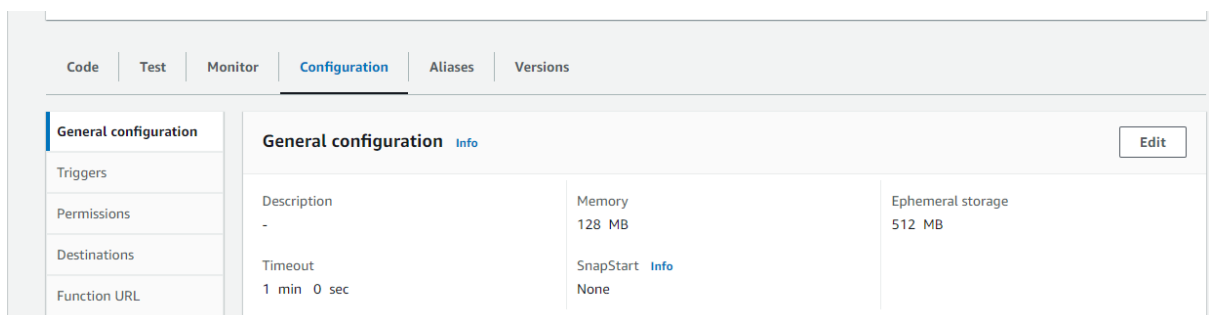 Code Test Monitor Configuration Aliases Versions
General configuration
Triggers
Permissions
Destinations
Function URL
General configuration Info
Edit
Description
-
Memory
128 MB
Ephemeral storage
512 MB
Timeout
1 min 0 sec
SnapStart Info
None